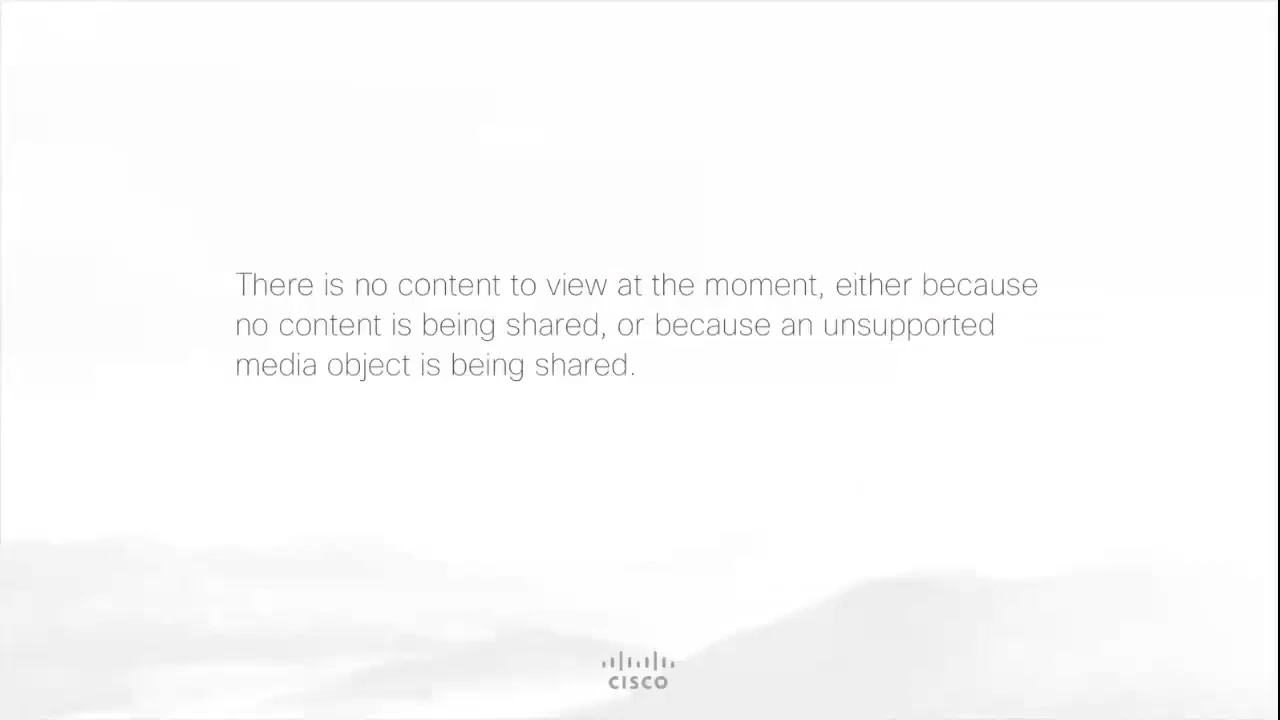 There is no content to view at the moment, either because
no content is being shared, or because an unsupported
media object is being shared.
CISCO